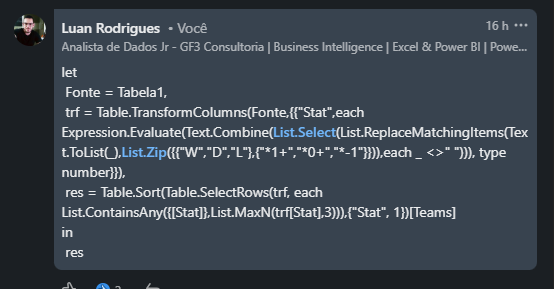 Luan Rodrigues • Você
16 h
Analista de Dados Jr - GF3 Consultoria | Business Intelligence | Excel & Power BI | Powe...
let
Fonte = Tabela1,
trf = Table.TransformColumns(Fonte,{{"Stat",each
Expression.Evaluate(Text.Combine(List.Select(List.ReplaceMatchingItems(Tex
t.ToList(_),List.Zip({{"W","D","L"},{"*1+","*0+","*-1"}})),each _ <>" "))), type
number}}),
res = Table.Sort(Table.SelectRows(trf, each
List.ContainsAny({[Stat]},List.MaxN(trf[Stat],3))),{"Stat", 1})[Teams]
in
res